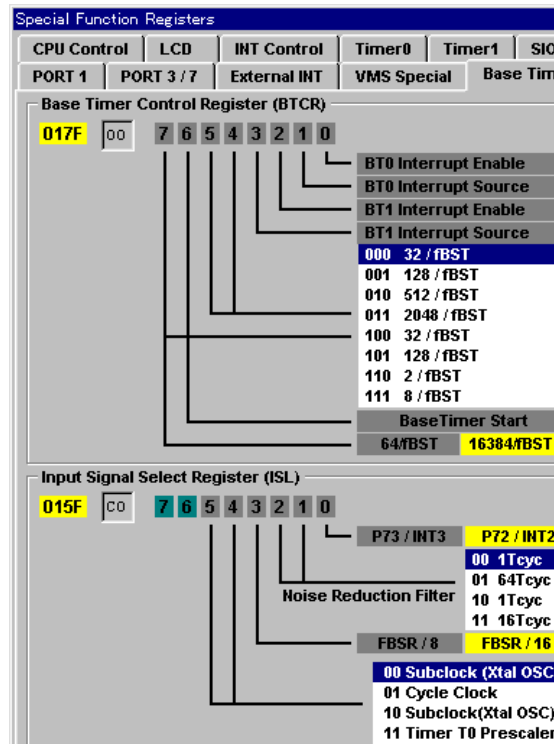 Special Function Registers
CPU Control LCD INT Control Timer0 Timer1 SIO
PORT 1 PORT 3 / 7 External INT VMS Special Base Tim
Base Timer Control Register (BTCR)
017F 00 7 6 5 4 3 2 1 0
BT0 Interrupt Enable
BT0 Interrupt Source
BT1 Interrupt Enable
BT1 Interrupt Source
000 32 / fBST
001 128 / fBST
010 512 / fBST
011 2048 / fBST
100 32 / fBST
101 128 / fBST
110 2 / fBST
111 8 / fBST
BaseTimer Start
64/fBST 16384/fBST
Input Signal Select Register (ISL)
015F C0 7 6 5 4 3 2 1 0
P73 / INT3 P72 / INT2
00 1Tcyc
01 64Tcyc
Noise Reduction Filter
10 1Tcyc
11 16Tcyc
FBSR / 8 FBSR / 16
00 Subclock (Xtal OSC
01 Cycle Clock
10 Subclock(Xtal OSC)
11 Timer T0 Prescaler